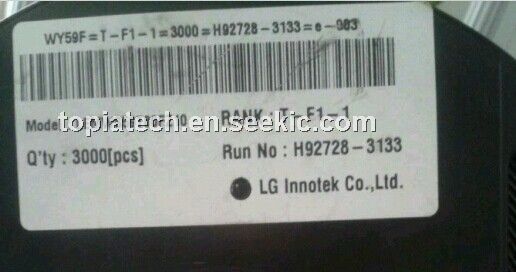 WY59F=T-F1-1=3000=H92728-3133=e-003
Model
RANK : T-F1-1
topiatech.en.seekic.com
Q'ty : 3000[pcs]
Run No : H92728-3133
LG Innotek Co.,Ltd.